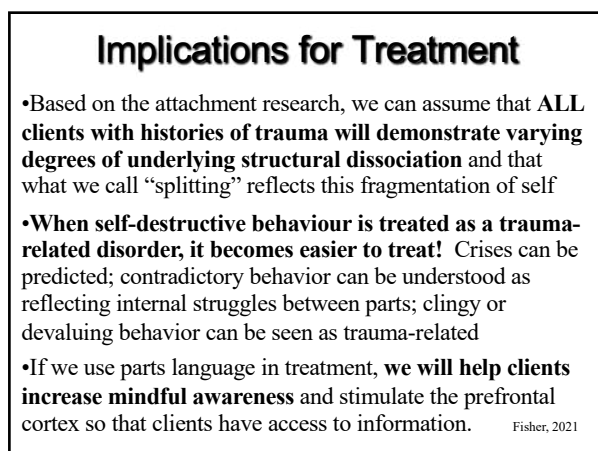 Implications for Treatment
•Based on the attachment research, we can assume that ALL
clients with histories of trauma will demonstrate varying
degrees of underlying structural dissociation and that
what we call “splitting” reflects this fragmentation of self
•When self-destructive behaviour is treated as a trauma-
related disorder, it becomes easier to treat! Crises can be
predicted; contradictory behavior can be understood as
reflecting internal struggles between parts; clingy or
devaluing behavior can be seen as trauma-related
•If we use parts language in treatment, we will help clients
increase mindful awareness and stimulate the prefrontal
cortex so that clients have access to information. Fisher, 2021